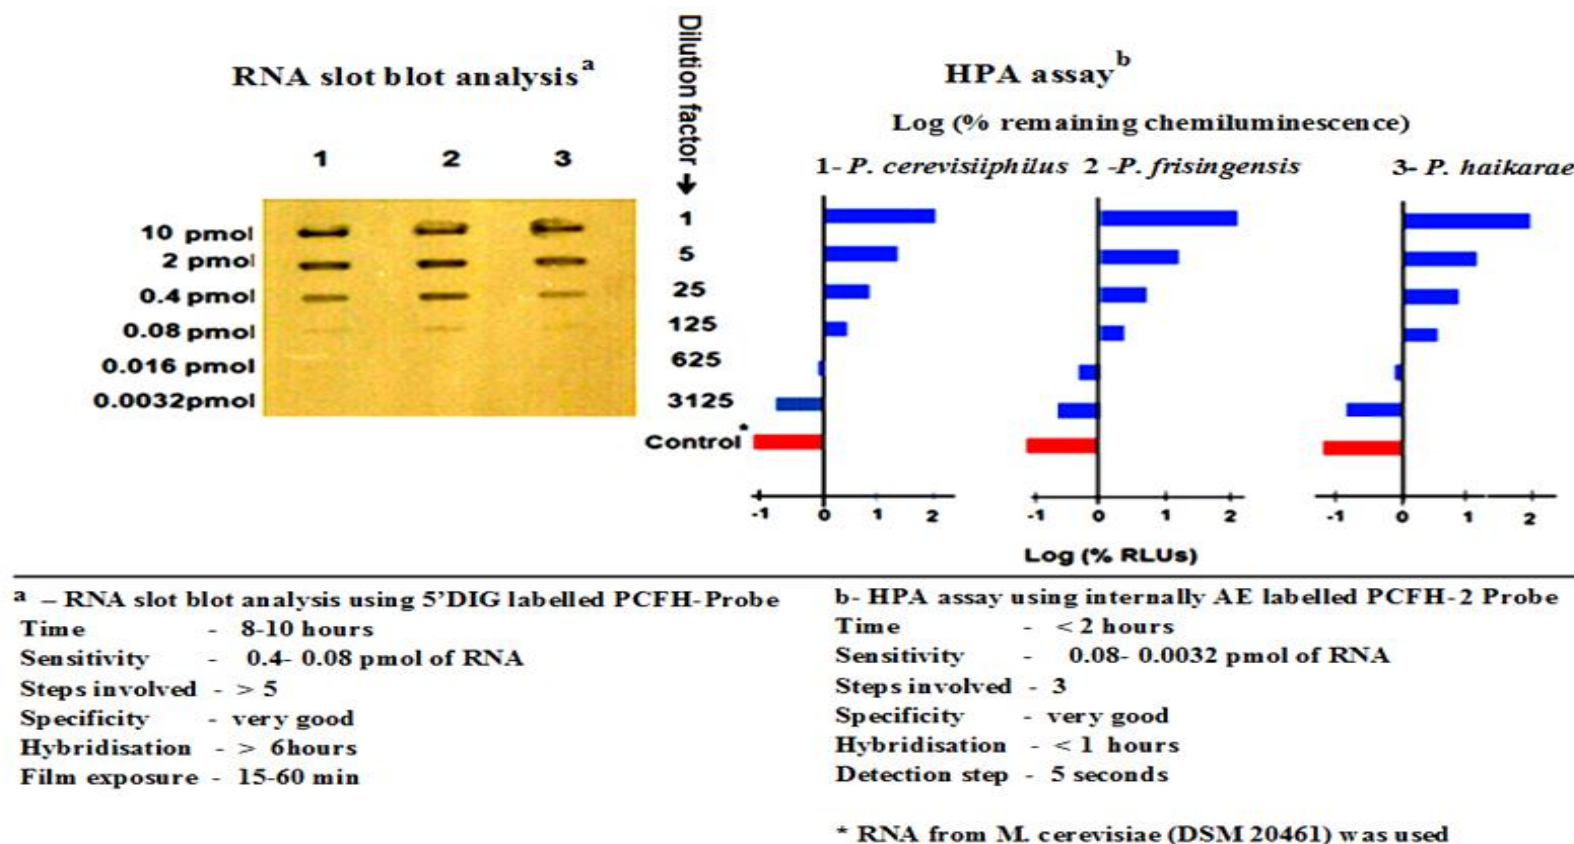 RNA slot blot analysis a
1 2 3
10 pmol
2 pmol
0.4 pmol
0.08 pmol
0.016 pmol
0.0032pmol
Dilution factor
1
5
25
125
625
3125
Control*
HPA assay b
Log (% remaining chemiluminescence)
1- P. cerevisiiphilus 2 -P. frisingensis 3- P. haikarae
-1 0 1 2 -1 0 1 2 -1 0 1 2
Log (% RLUs)
a – RNA slot blot analysis using 5’DIG labelled PCFH-Probe
Time - 8-10 hours
Sensitivity - 0.4- 0.08 pmol of RNA
Steps involved - > 5
Specificity - very good
Hybridisation - > 6hours
Film exposure - 15-60 min
b- HPA assay using internally AE labelled PCFH-2 Probe
Time - < 2 hours
Sensitivity - 0.08- 0.0032 pmol of RNA
Steps involved - 3
Specificity - very good
Hybridisation - < 1 hours
Detection step - 5 seconds
* RNA from M. cerevisiae (DSM 20461) was used